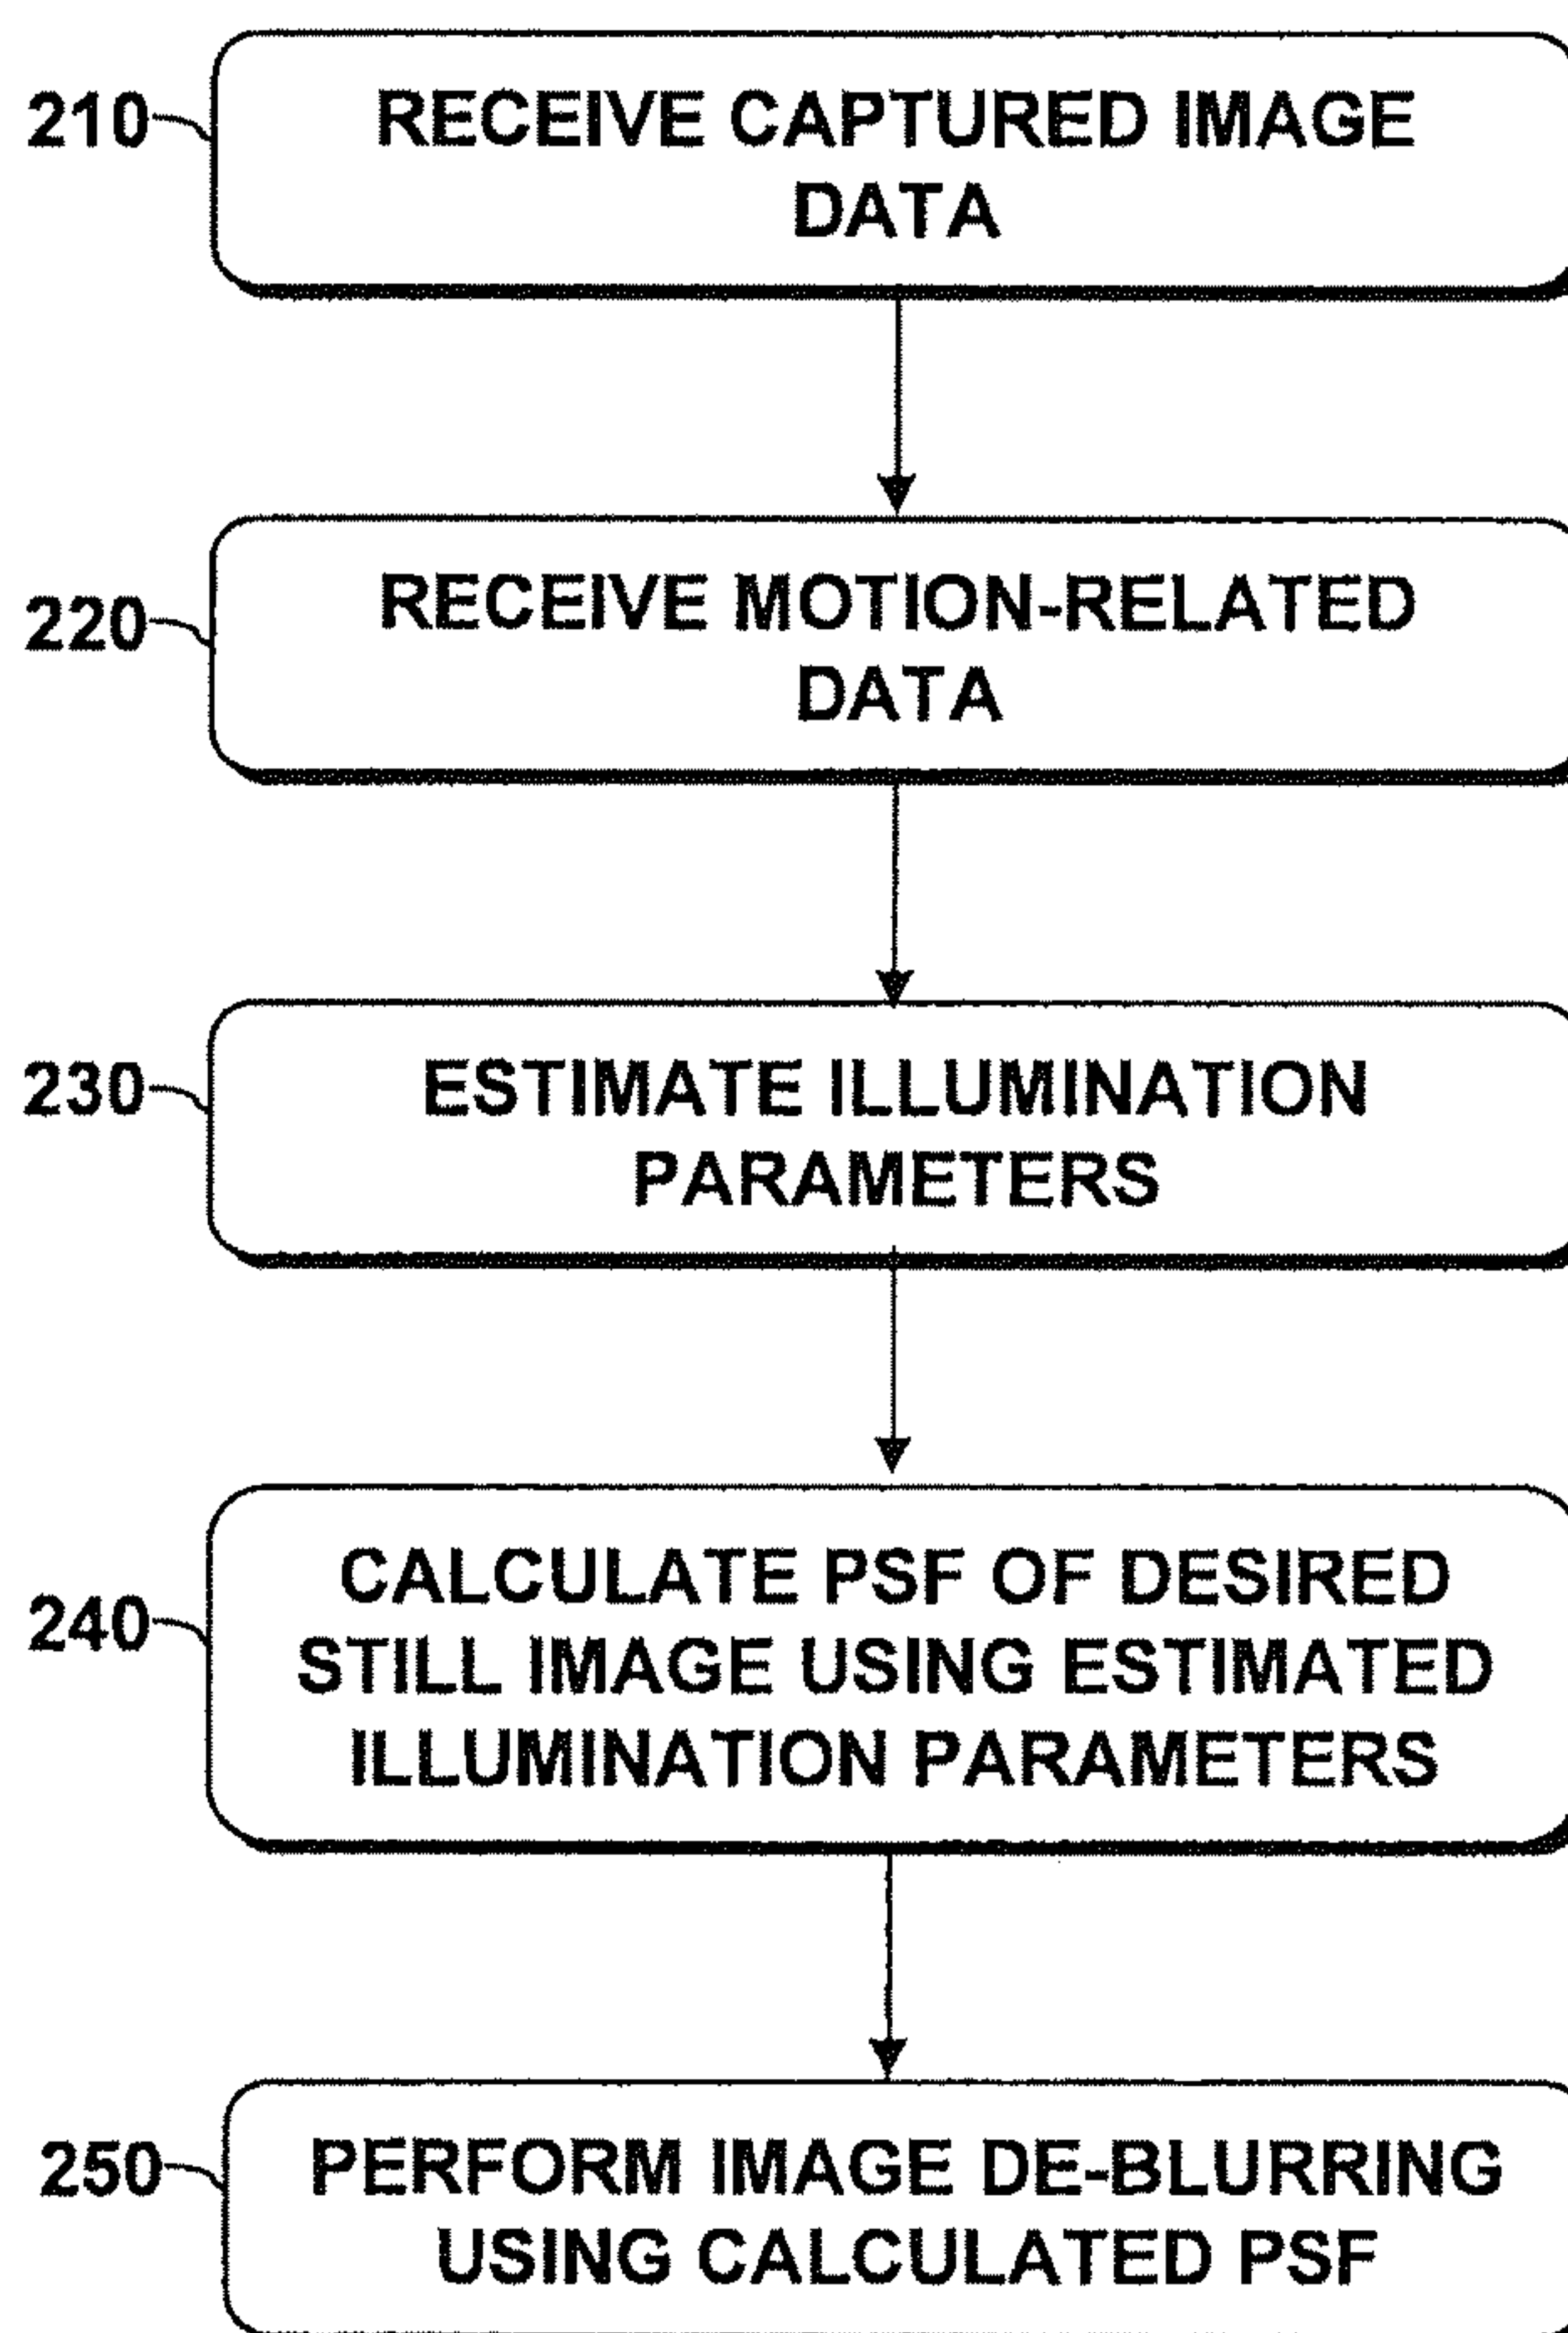 210
RECEIVE CAPTURED IMAGE
DATA
220
RECEIVE MOTION-RELATED
DATA
230
ESTIMATE ILLUMINATION
PARAMETERS
240
CALCULATE PSF OF DESIRED
STILL IMAGE USING ESTIMATED
ILLUMINATION PARAMETERS
250
PERFORM IMAGE DE-BLURRING
USING CALCULATED PSF